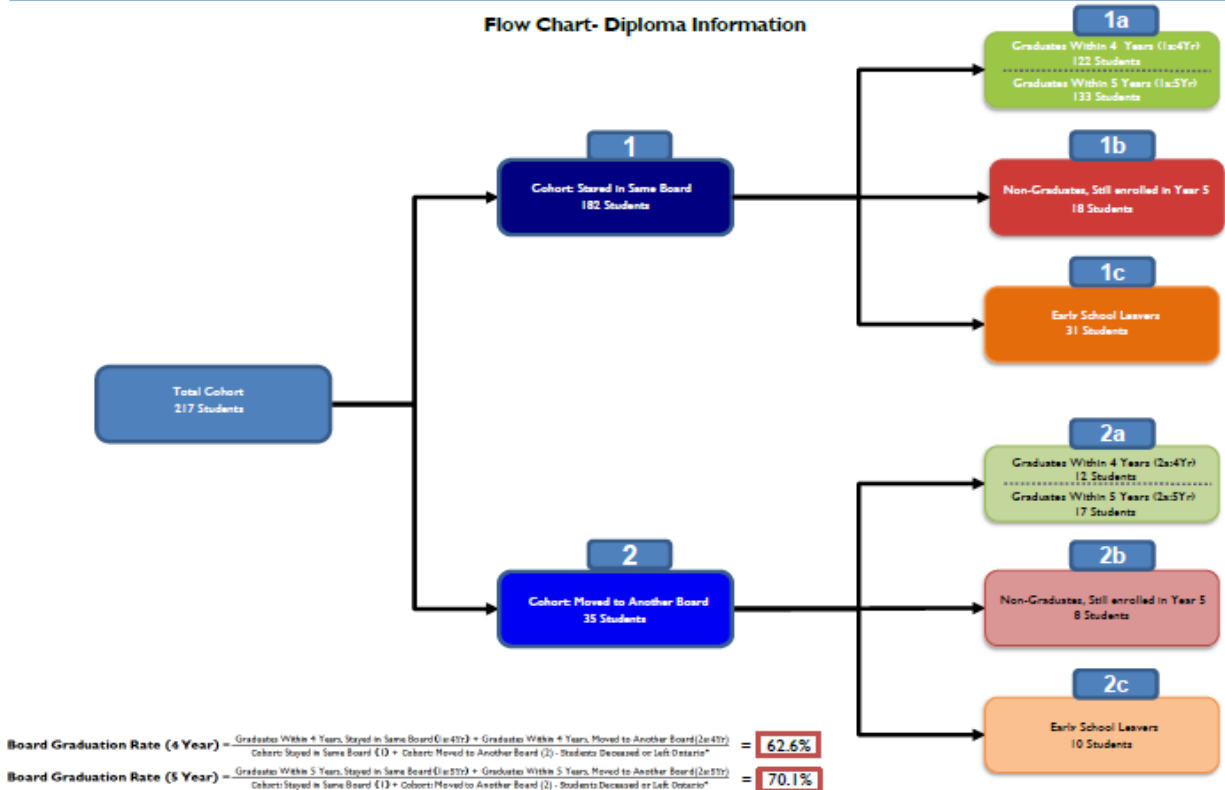 Flow Chart- Diploma Information
1a
Graduates Within 4 Years (1a:4Yr)
122 Students
Graduates Within 5 Years (1a:5Yr)
133 Students
1
Cohort: Stayed in Same Board
182 Students
1b
Non-Graduates, Still enrolled in Year 5
18 Students
1c
Early School Leavers
31 Students
Total Cohort
217 Students
2a
Graduates Within 4 Years (2a:4Yr)
12 Students
Graduates Within 5 Years (2a:5Yr)
17 Students
2
Cohort: Moved to Another Board
35 Students
2b
Non-Graduates, Still enrolled in Year 5
8 Students
2c
Early School Leavers
10 Students
Board Graduation Rate (4 Year) = Graduates Within 4 Years, Stayed in Same Board(1a:4Yr) + Graduates Within 4 Years, Moved to Another Board(2a:4Yr)
Cohort: Stayed in Same Board (1) + Cohort: Moved to Another Board (2) - Students Deceased or Left Ontario*
= 62.6%
Board Graduation Rate (5 Year) = Graduates Within 5 Years, Stayed in Same Board(1a:5Yr) + Graduates Within 5 Years, Moved to Another Board(2a:5Yr)
Cohort: Stayed in Same Board (1) + Cohort: Moved to Another Board (2) - Students Deceased or Left Ontario*
= 70.1%